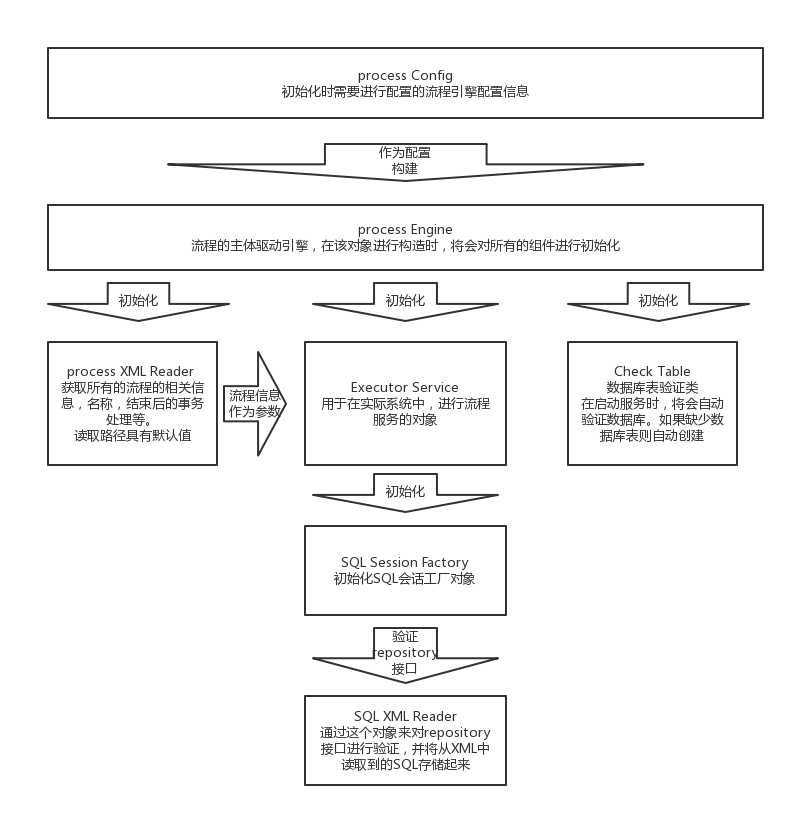 process Config
初始化时需要进行配置的流程引擎配置信息
作为配置
构建
process Engine
流程的主体驱动引擎，在该对象进行构造时，将会对所有的组件进行初始化
初始化
初始化
初始化
process XML Reader
获取所有的流程的相关信
息，名称，结束后的事务
处理等。
读取路径具有默认值
流程信息
作为参数
Executor Service
用于在实际系统中，进行流程
服务的对象
Check Table
数据库表验证类
在启动服务时，将会自动
验证数据库。如果缺少数
据库表则自动创建
初始化
SQL Session Factory
初始化SQL会话工厂对象
验证
repository
接口
SQL XML Reader
通过这个对象来对repository
接口进行验证，并将从XML中
读取到的SQL存储起来